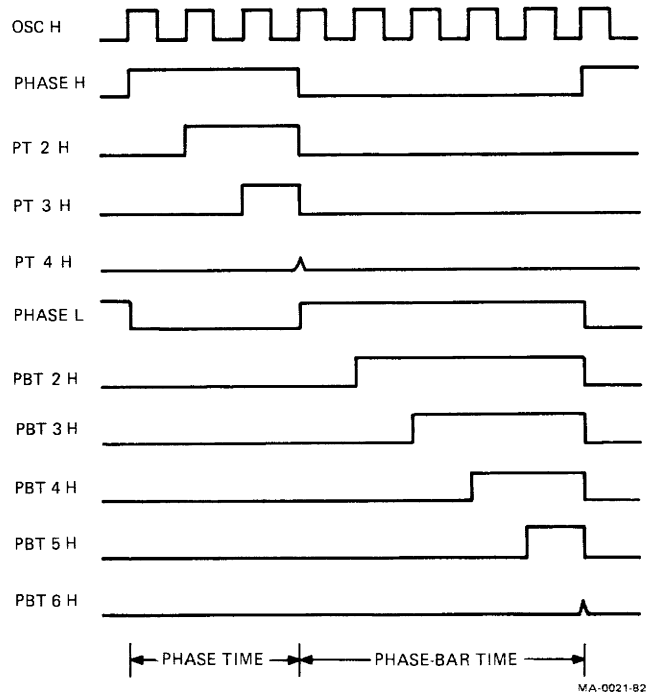 OSC H
PHASE H
PT 2 H
PT 3 H
PT 4 H
PHASE L
PBT 2 H
PBT 3 H
PBT 4 H
PBT 5 H
PBT 6 H
PHASE TIME
PHASE-BAR TIME
MA-0021-82